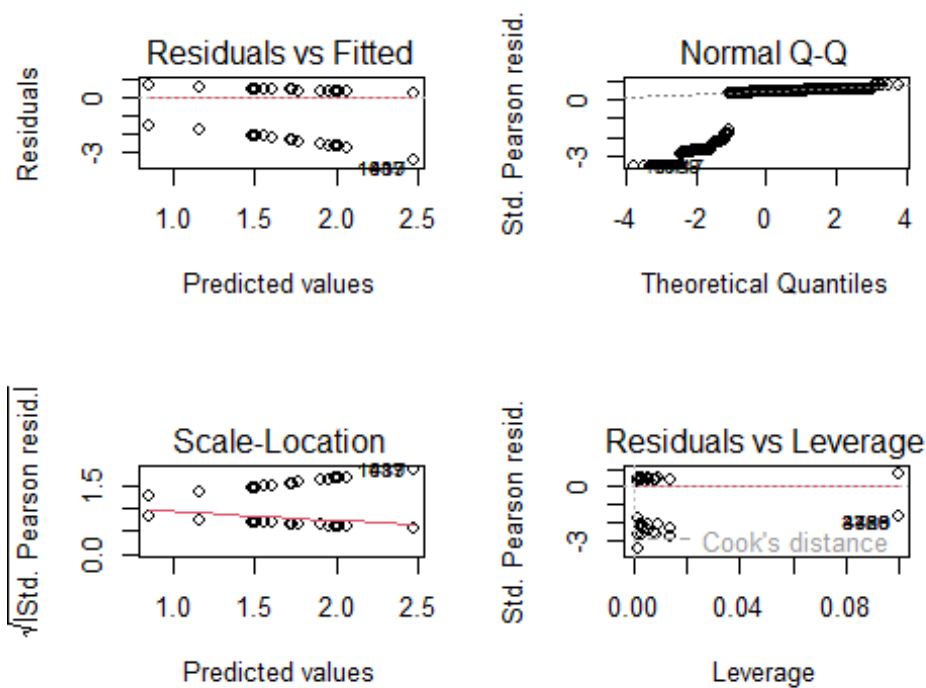 Residuals vs Fitted
Residuals
0
-3
1.0 1.5 2.0 2.5
Predicted values
Normal Q-Q
Std. Pearson resid.
0
-3
-4 -2 0 2 4
Theoretical Quantiles
Scale-Location
√|Std. Pearson resid.|
1.5
0.0
1.0 1.5 2.0 2.5
Predicted values
Residuals vs Leverage
Std. Pearson resid.
0
-3
Cook's distance
0.00 0.04 0.08
Leverage